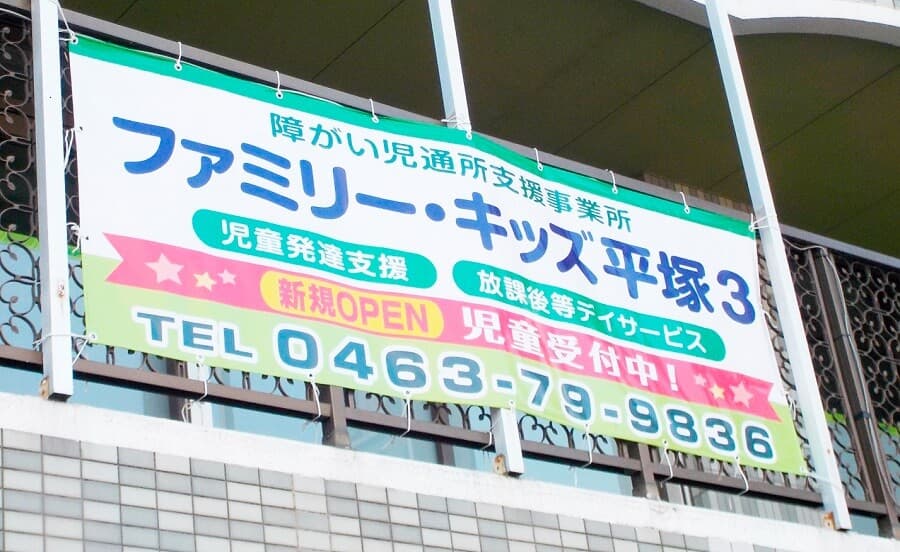 障がい児通所支援事業所
ファミリー・キッズ平塚3
児童発達支援 放課後等デイサービス
新規OPEN 児童受付中！
TEL 0463-79-9836